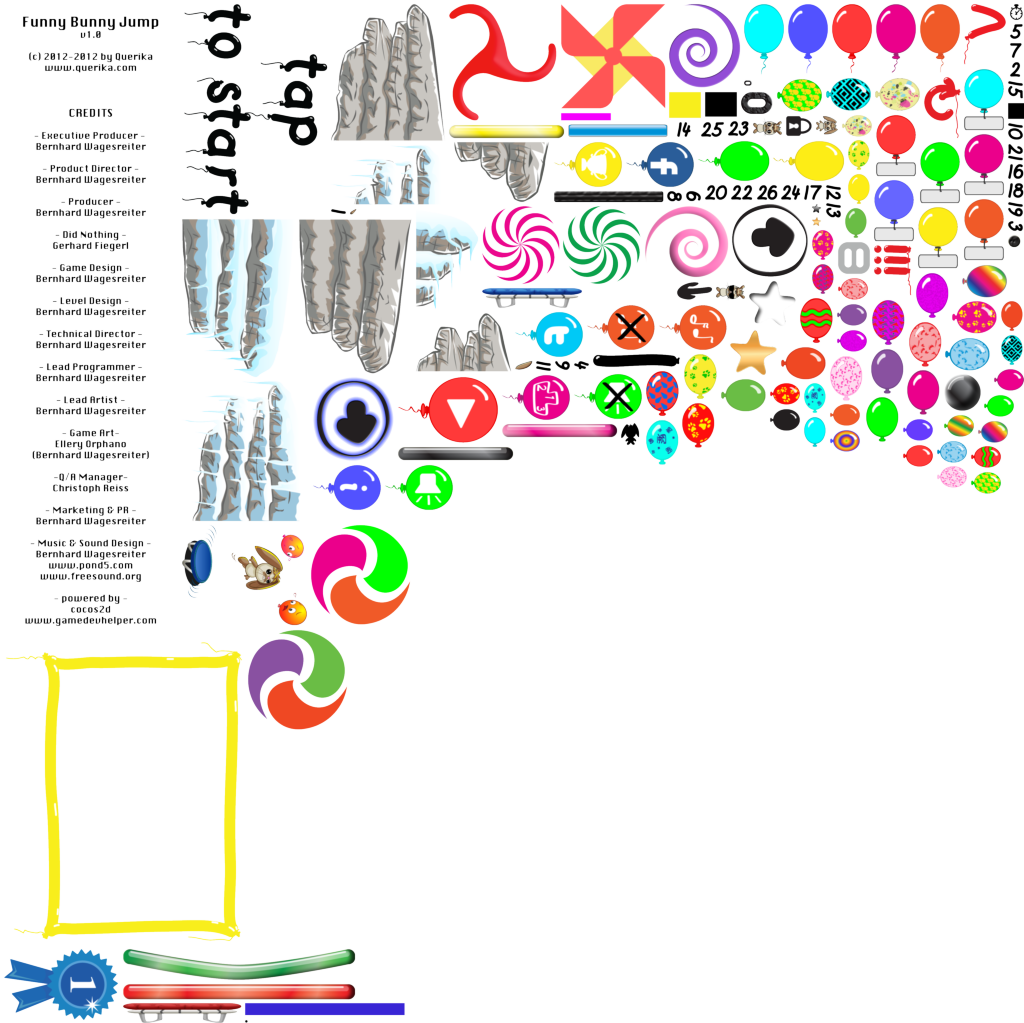 Funny Bunny Jump
v1.0
(c) 2012-2012 by Querika
www.querika.com
CREDITS
- Executive Producer -
Bernhard Wagesreiter
- Product Director -
Bernhard Wagesreiter
- Producer -
Bernhard Wagesreiter
- Did Nothing -
Gerhard Fiegerl
- Game Design -
Bernhard Wagesreiter
- Level Design -
Bernhard Wagesreiter
- Technical Director -
Bernhard Wagesreiter
- Lead Programmer -
Bernhard Wagesreiter
- Lead Artist -
Bernhard Wagesreiter
- Game Art-
Ellery Orphano
(Bernhard Wagesreiter)
-Q/A Manager-
Christoph Reiss
- Marketing & PR -
Bernhard Wagesreiter
- Music & Sound Design -
Bernhard Wagesreiter
www.pond5.com
www.freesound.org
- powered by -
cocos2d
www.gamedevhelper.com
tap
to start
14
25
23
f
8
6
20
22
26
24
17
12
13
5
7
2
15
10
21
16
18
19
3
11
9
4
1